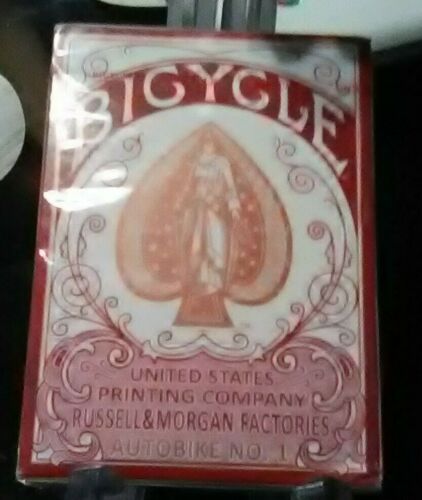 BICYCLE
UNITED STATES
PRINTING COMPANY
RUSSELL&MORGAN FACTORIES
AUTOBIKE NO. 1